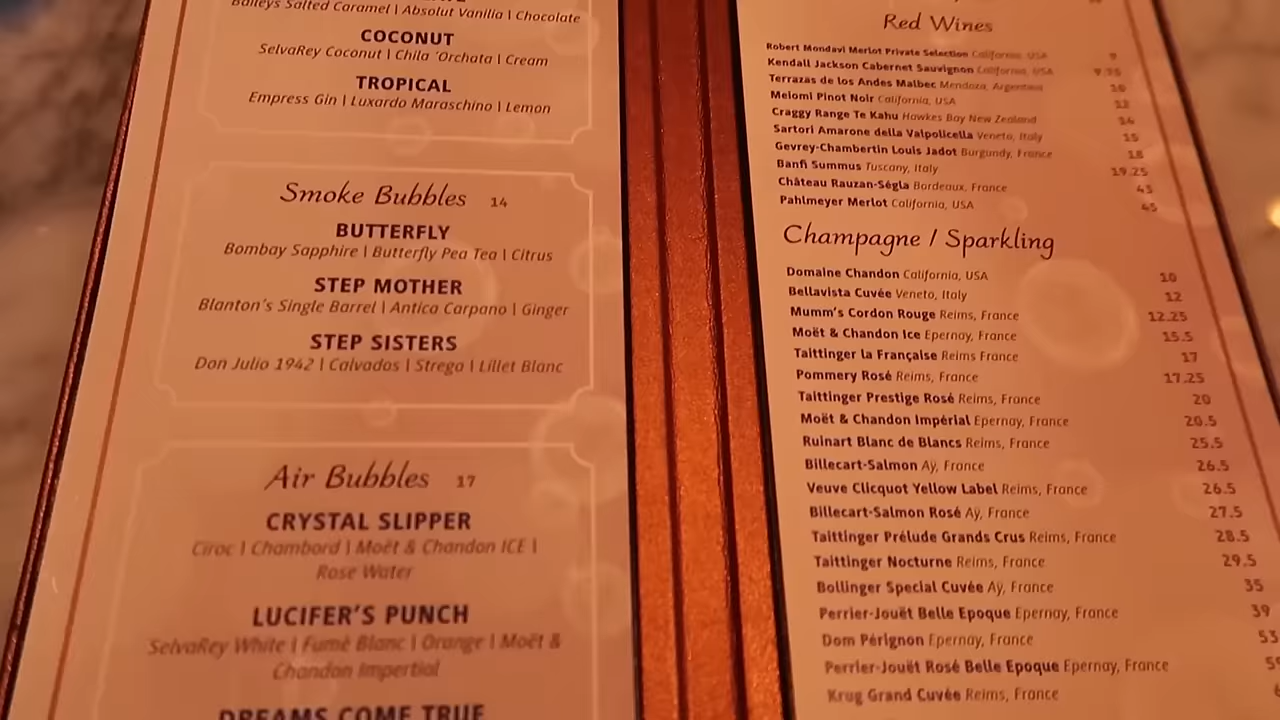 Baileys Salted Caramel | Absolut Vanilia | Chocolate
COCONUT
SelvaRey Coconut | Chila 'Orchata | Cream
TROPICAL
Empress Gin | Luxardo Maraschino | Lemon
Smoke Bubbles 14
BUTTERFLY
Bombay Sapphire | Butterfly Pea Tea | Citrus
STEP MOTHER
Blanton's Single Barrel | Antica Carpano | Ginger
STEP SISTERS
Don Julio 1942 | Calvados | Strega | Lillet Blanc
Air Bubbles 17
CRYSTAL SLIPPER
Ciroc | Chambord | Moët & Chandon ICE |
Rose Water
LUCIFER'S PUNCH
SelvaRey White | Fumé Blanc | Orange | Moët &
Chandon Impertial
DREAMS COME TRUE
Red Wines
Robert Mondavi Merlot Private Selection California, USA 9
Kendall Jackson Cabernet Sauvignon California, USA 9.75
Terrazas de los Andes Malbec Mendoza, Argentina 10
Meiomi Pinot Noir California, USA 12
Craggy Range Te Kahu Hawkes Bay New Zealand 14
Sartori Amarone della Valpolicella Veneto, Italy 15
Gevrey-Chambertin Louis Jadot Burgundy, France 18
Banfi Summus Tuscany, Italy 19.25
Château Rauzan-Ségla Bordeaux, France 43
Pahlmeyer Merlot California, USA 45
Champagne / Sparkling
Domaine Chandon California, USA 10
Bellavista Cuvée Veneto, Italy 12
Mumm's Cordon Rouge Reims, France 12.25
Moët & Chandon Ice Epernay, France 15.5
Taittinger la Française Reims France 17
Pommery Rosé Reims, France 17.25
Taittinger Prestige Rosé Reims, France 20
Moët & Chandon Impérial Epernay, France 20.5
Ruinart Blanc de Blancs Reims, France 25.5
Billecart-Salmon Aÿ, France 26.5
Veuve Clicquot Yellow Label Reims, France 26.5
Billecart-Salmon Rosé Aÿ, France 27.5
Taittinger Prélude Grands Crus Reims, France 28.5
Taittinger Nocturne Reims, France 29.5
Bollinger Special Cuvée Aÿ, France 35
Perrier-Jouët Belle Epoque Epernay, France 39
Dom Pérignon Epernay, France 53
Perrier-Jouët Rosé Belle Epoque Epernay, France
Krug Grand Cuvée Reims, France